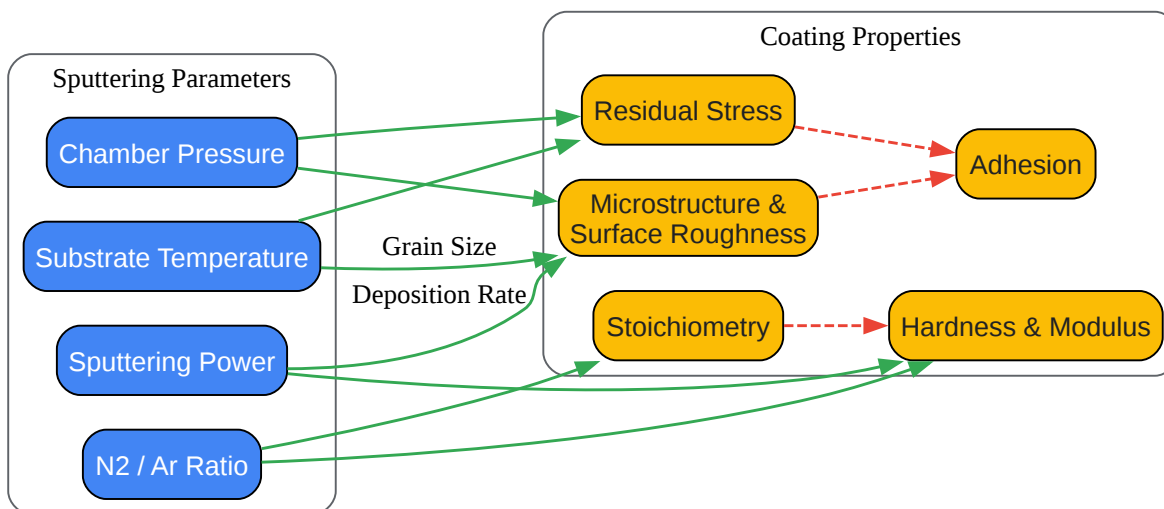 Sputtering Parameters
Chamber Pressure
Substrate Temperature
Sputtering Power
N2 / Ar Ratio
Grain Size
Deposition Rate
Coating Properties
Residual Stress
Microstructure &
Surface Roughness
Stoichiometry
Adhesion
Hardness & Modulus